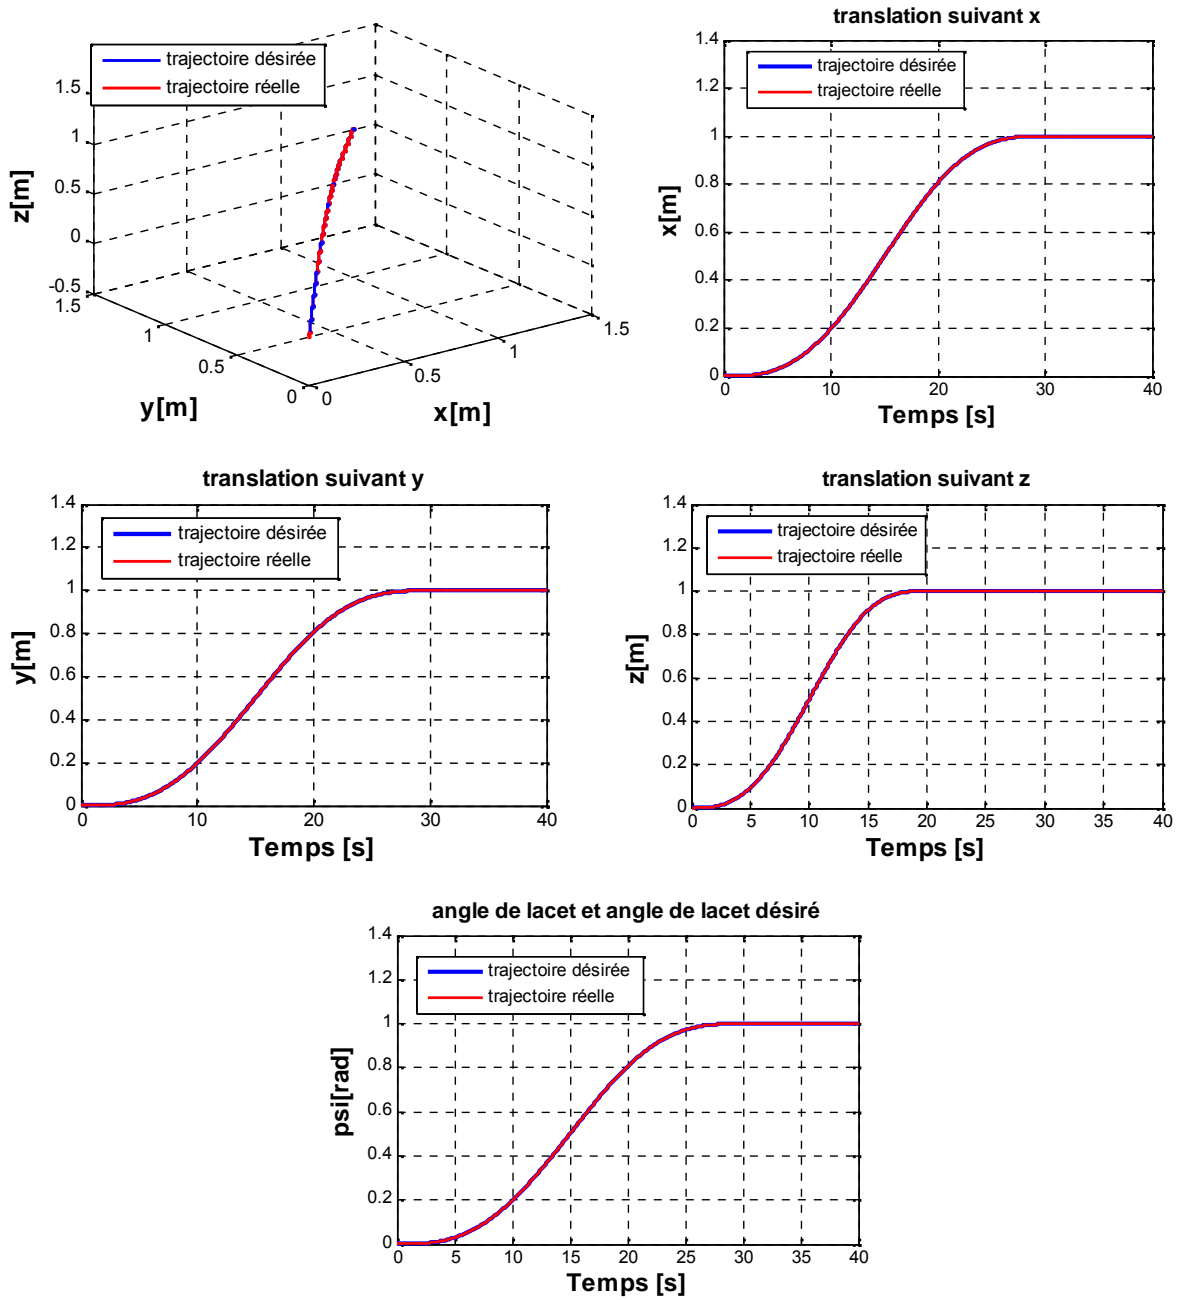 trajectoire désirée
trajectoire réelle
1.5
1
0.5
0
-0.5
z[m]
1.5
1
0.5
0
y[m]
0
0.5
1
1.5
x[m]
translation suivant x
1.4
1.2
1
0.8
0.6
0.4
0.2
0
x[m]
trajectoire désirée
trajectoire réelle
0 10 20 30 40
Temps [s]
translation suivant y
1.4
1.2
1
0.8
0.6
0.4
0.2
0
y[m]
trajectoire désirée
trajectoire réelle
0 10 20 30 40
Temps [s]
translation suivant z
1.4
1.2
1
0.8
0.6
0.4
0.2
0
z[m]
trajectoire désirée
trajectoire réelle
0 5 10 15 20 25 30 35 40
Temps [s]
angle de lacet et angle de lacet désiré
1.4
1.2
1
0.8
0.6
0.4
0.2
0
psi[rad]
trajectoire désirée
trajectoire réelle
0 5 10 15 20 25 30 35 40
Temps [s]